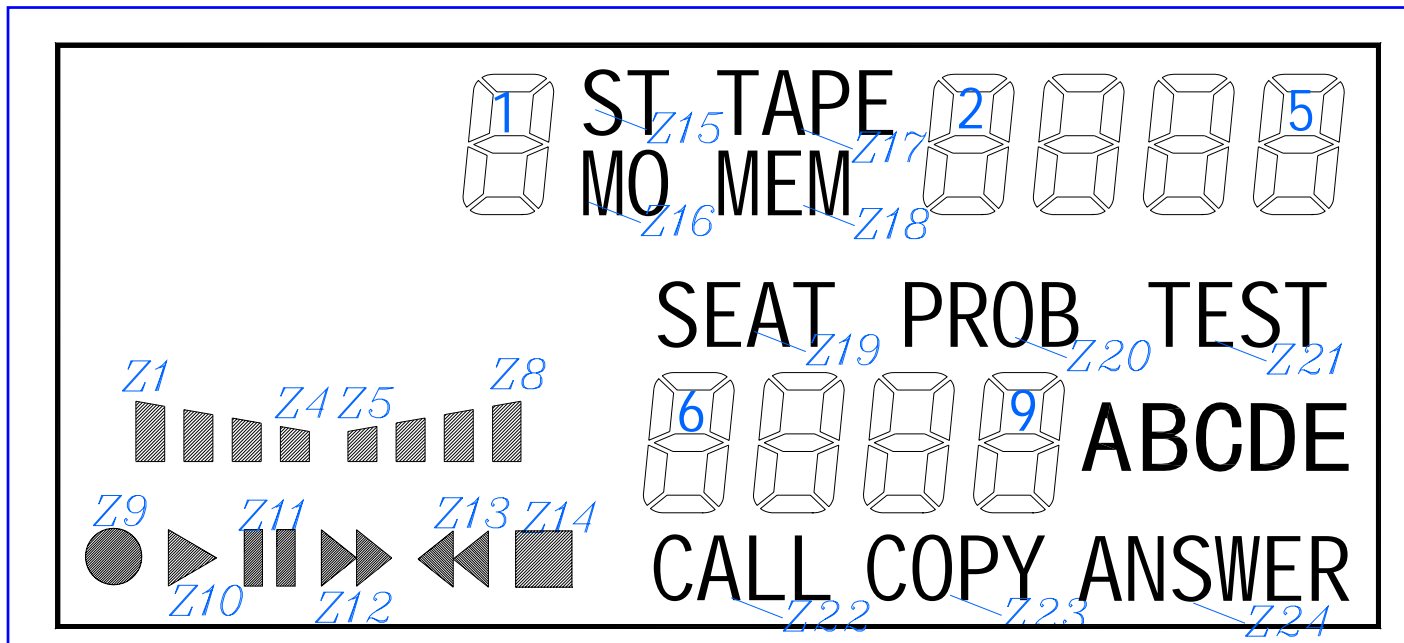 1 ST TAPE 2 5
Z15 Z17
MO MEM
Z16 Z18
SEAT PROB TEST
Z19 Z20 Z21
Z1 Z4 Z5 Z8
6 9 ABCDE
Z9 Z11 Z13 Z14
Z10 Z12
CALL COPY ANSWER
Z22 Z23 Z24